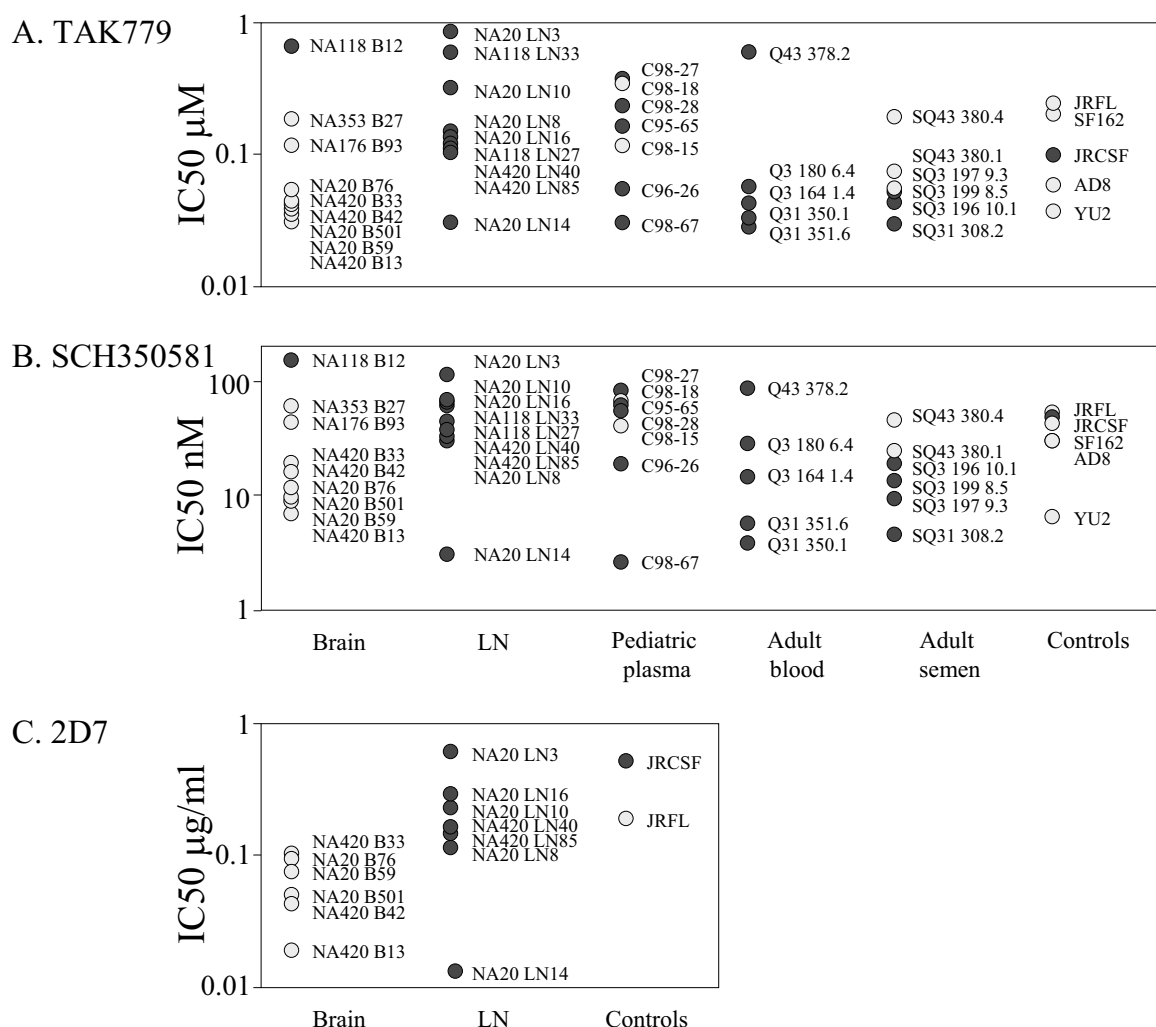 A. TAK779
IC50 µM
1
0.1
0.01
NA118 B12
NA353 B27
NA176 B93
NA20 B76
NA420 B33
NA420 B42
NA20 B501
NA20 B59
NA420 B13
NA20 LN3
NA118 LN33
NA20 LN10
NA20 LN8
NA20 LN16
NA118 LN27
NA420 LN40
NA420 LN85
NA20 LN14
C98-27
C98-18
C98-28
C95-65
C98-15
C96-26
C98-67
Q43 378.2
Q3 180 6.4
Q3 164 1.4
Q31 350.1
Q31 351.6
SQ43 380.4
SQ43 380.1
SQ3 197 9.3
SQ3 199 8.5
SQ3 196 10.1
SQ31 308.2
JRFL
SF162
JRCSF
AD8
YU2
B. SCH350581
IC50 nM
100
10
1
NA118 B12
NA353 B27
NA176 B93
NA420 B33
NA420 B42
NA20 B76
NA20 B501
NA20 B59
NA420 B13
NA20 LN3
NA20 LN10
NA20 LN16
NA118 LN33
NA118 LN27
NA420 LN40
NA420 LN85
NA20 LN8
NA20 LN14
C98-27
C98-18
C95-65
C98-28
C98-15
C96-26
C98-67
Q43 378.2
Q3 180 6.4
Q3 164 1.4
Q31 351.6
Q31 350.1
SQ43 380.4
SQ43 380.1
SQ3 196 10.1
SQ3 199 8.5
SQ3 197 9.3
SQ31 308.2
JRFL
JRCSF
SF162
AD8
YU2
Brain
LN
Pediatric
plasma
Adult
blood
Adult
semen
Controls
C. 2D7
IC50 µg/ml
1
0.1
0.01
NA420 B33
NA20 B76
NA20 B59
NA20 B501
NA420 B42
NA420 B13
NA20 LN3
NA20 LN16
NA20 LN10
NA420 LN40
NA420 LN85
NA20 LN8
NA20 LN14
JRCSF
JRFL
Brain
LN
Controls